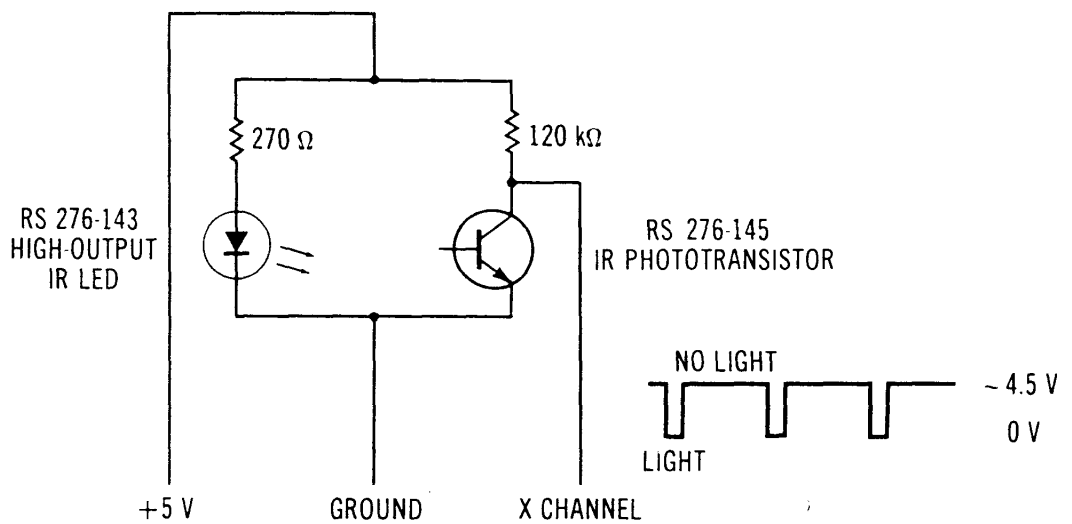 270 Ω
120 kΩ
RS 276-143
HIGH-OUTPUT
IR LED
RS 276-145
IR PHOTOTRANSISTOR
NO LIGHT
~ 4.5 V
0 V
LIGHT
+5 V
GROUND
X CHANNEL